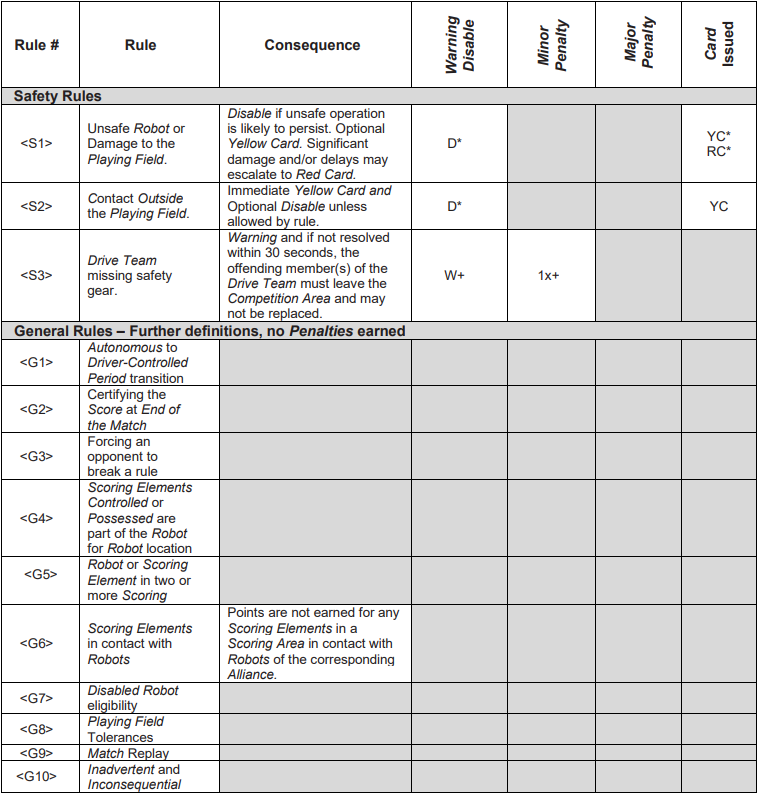 Rule #
Rule
Consequence
Warning
Disable
Minor
Penalty
Major
Penalty
Card
Issued
Safety Rules
<S1>
Unsafe Robot or
Damage to the
Playing Field.
Disable if unsafe operation
is likely to persist. Optional
Yellow Card. Significant
damage and/or delays may
escalate to Red Card.
D*
YC*
RC*
<S2>
Contact Outside
the Playing Field.
Immediate Yellow Card and
Optional Disable unless
allowed by rule.
D*
YC
<S3>
Drive Team
missing safety
gear.
Warning and if not resolved
within 30 seconds, the
offending member(s) of the
Drive Team must leave the
Competition Area and may
not be replaced.
W+
1x+
General Rules – Further definitions, no Penalties earned
<G1>
Autonomous to
Driver-Controlled
Period transition
<G2>
Certifying the
Score at End of
the Match
<G3>
Forcing an
opponent to
break a rule
<G4>
Scoring Elements
Controlled or
Possessed are
part of the Robot
for Robot location
<G5>
Robot or Scoring
Element in two or
more Scoring
<G6>
Scoring Elements
in contact with
Robots
Points are not earned for any
Scoring Elements in a
Scoring Area in contact with
Robots of the corresponding
Alliance.
<G7>
Disabled Robot
eligibility
<G8>
Playing Field
Tolerances
<G9>
Match Replay
<G10>
Inadvertent and
Inconsequential